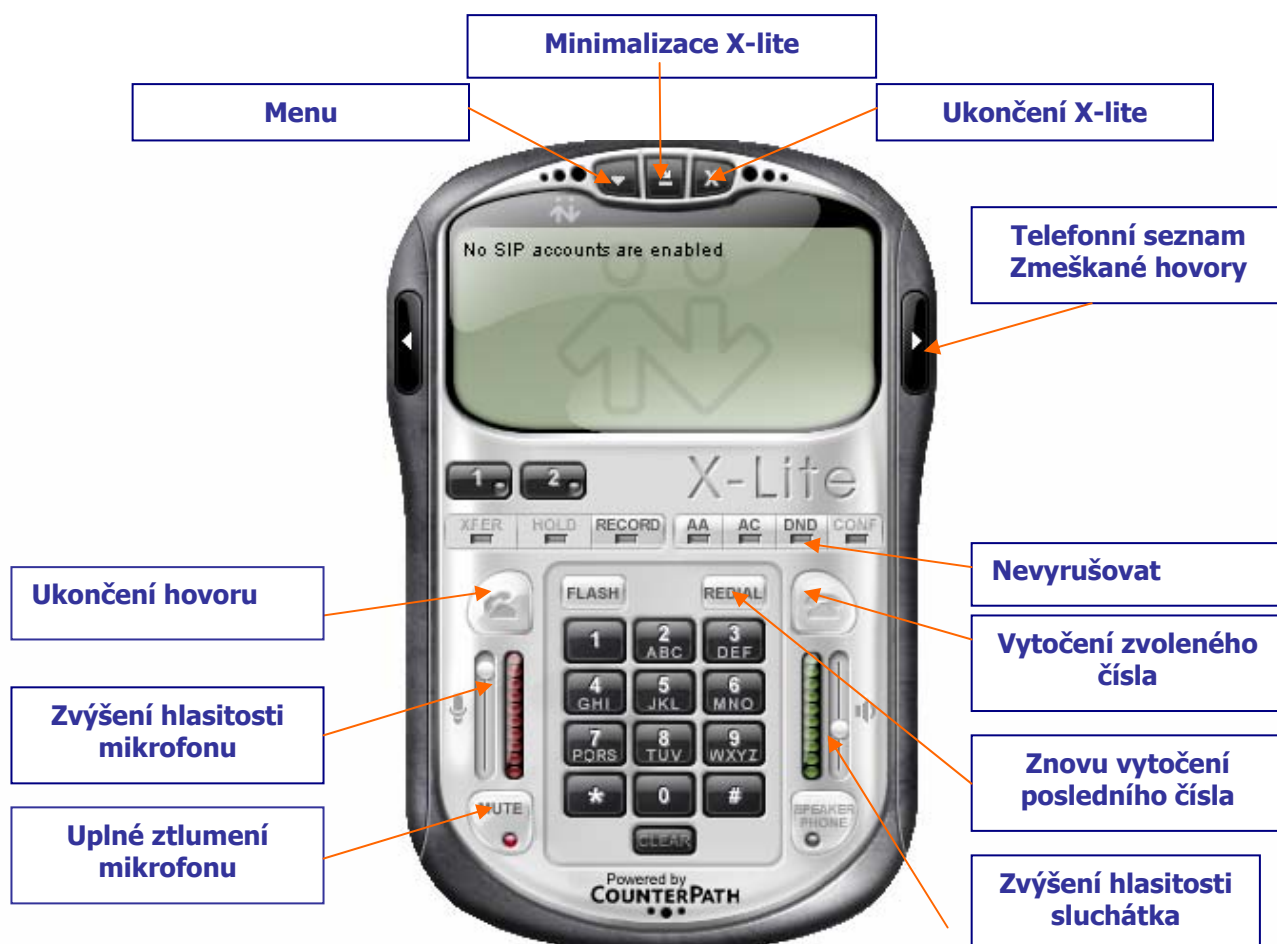 Minimalizace X-lite
Menu
Ukončení X-lite
No SIP accounts are enabled
Telefonní seznam
Zmeškané hovory
1 2 X-Lite
XFER HOLD RECORD AA AC DND CONF
Nevyrušovat
Ukončení hovoru
FLASH REDIAL
Vytočení zvoleného
čísla
1 2 3
ABC DEF
4 5 6
GHI JKL MNO
Zvýšení hlasitosti
mikrofonu
7 8 9
PQRS TUV WXYZ
* 0 #
Znovu vytočení
posledního čísla
MUTE
SPEAKER
PHONE
Uplné ztlumení
mikrofonu
CLEAR
Powered by
COUNTERPATH
Zvýšení hlasitosti
sluchátka